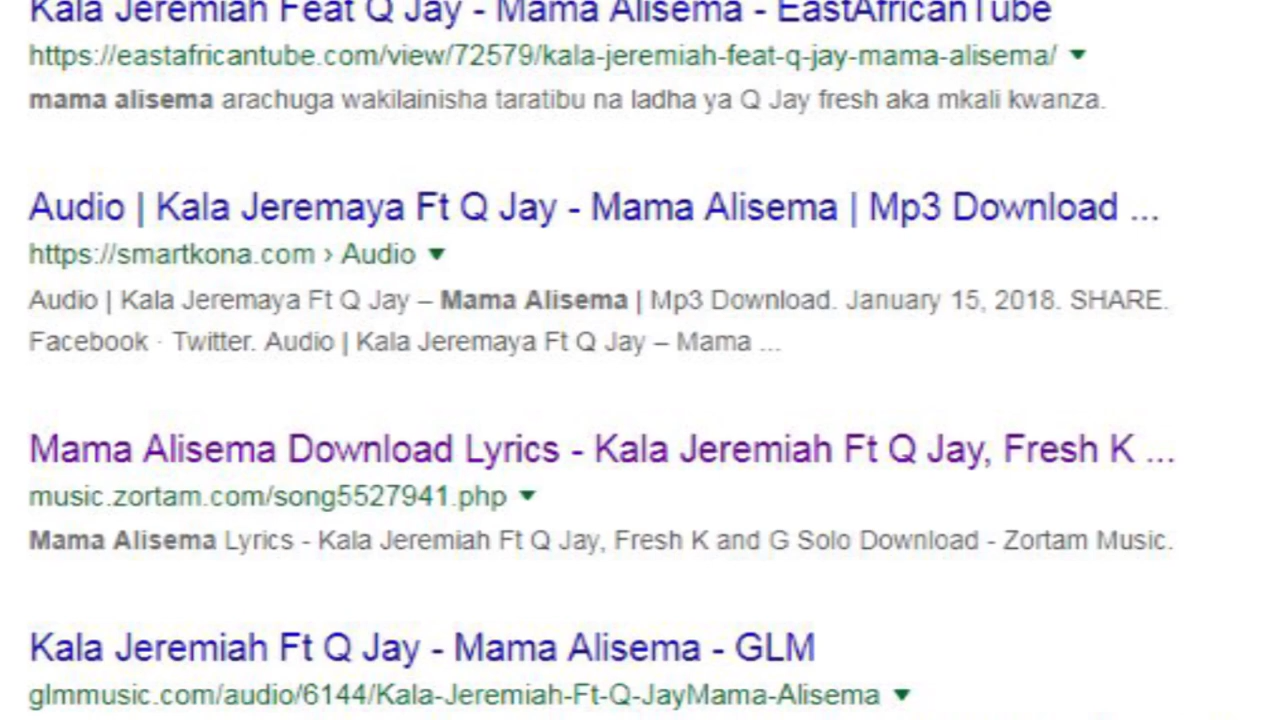 Kala Jeremiah Feat Q Jay - Mama Alisema - EastAfricanTube
https://eastafricantube.com/view/72579/kala-jeremiah-feat-q-jay-mama-alisema/
mama alisema arachuga wakilainisha taratibu na ladha ya Q Jay fresh aka mkali kwanza.
Audio | Kala Jeremaya Ft Q Jay - Mama Alisema | Mp3 Download ...
https://smartkona.com › Audio
Audio | Kala Jeremaya Ft Q Jay – Mama Alisema | Mp3 Download. January 15, 2018. SHARE.
Facebook · Twitter. Audio | Kala Jeremaya Ft Q Jay – Mama ...
Mama Alisema Download Lyrics - Kala Jeremiah Ft Q Jay, Fresh K ...
music.zortam.com/song5527941.php
Mama Alisema Lyrics - Kala Jeremiah Ft Q Jay, Fresh K and G Solo Download - Zortam Music.
Kala Jeremiah Ft Q Jay - Mama Alisema - GLM
glmmusic.com/audio/6144/Kala-Jeremiah-Ft-Q-JayMama-Alisema